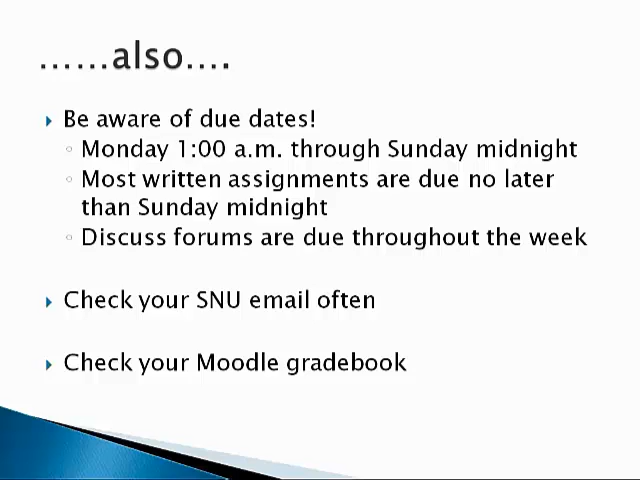 ......also....
Be aware of due dates!
Monday 1:00 a.m. through Sunday midnight
Most written assignments are due no later
than Sunday midnight
Discuss forums are due throughout the week
Check your SNU email often
Check your Moodle gradebook